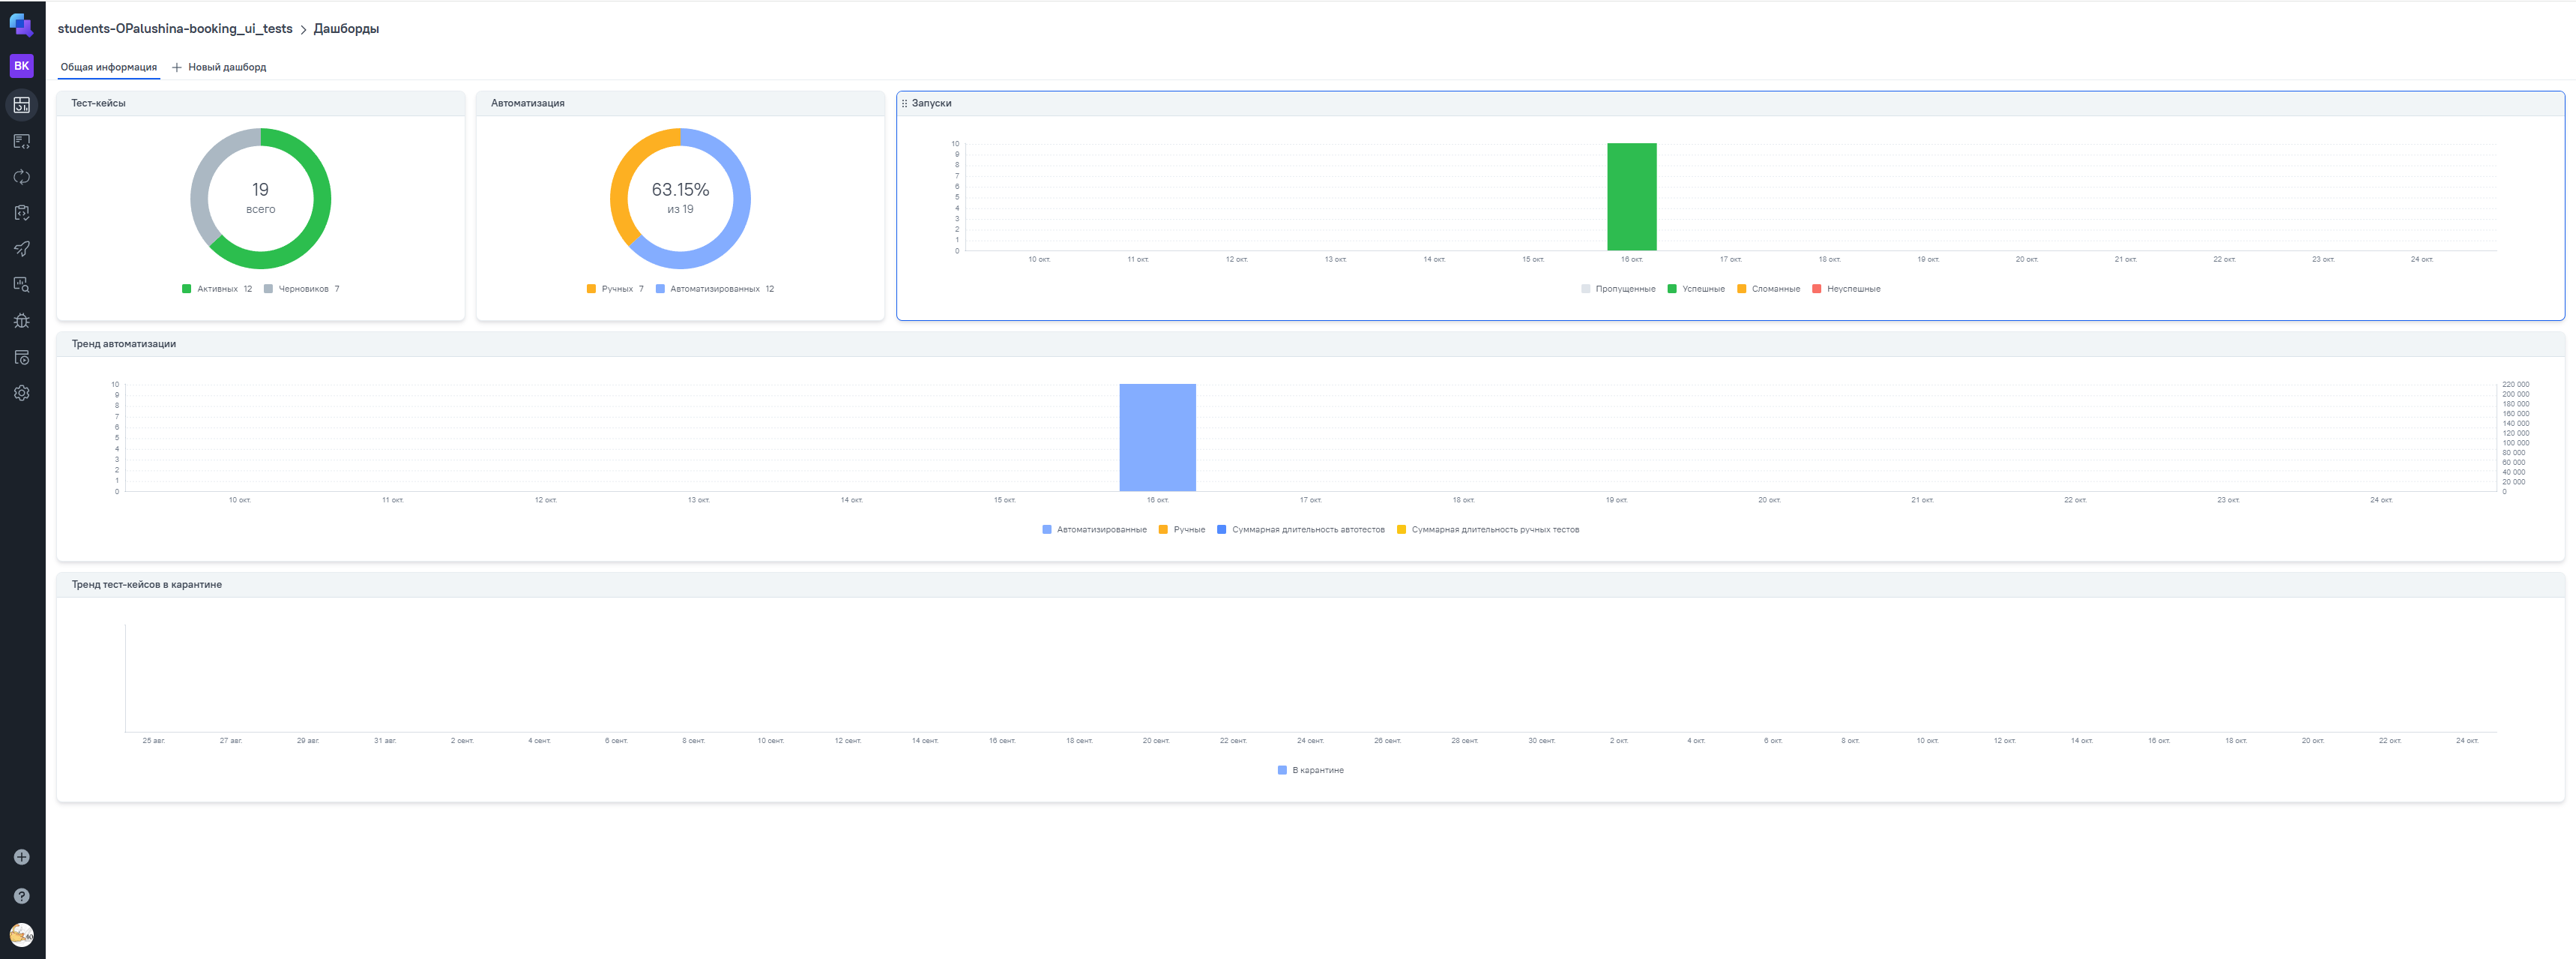 students-OPalushina-booking_ui_tests > Дашборды
BK
Общая информация + Новый дашборд
Тест-кейсы
19
всего
Активных 12 Черновиков 7
Автоматизация
63.15%
из 19
Ручных 7 Автоматизированных 12
Запуски
10
9
8
7
6
5
4
3
2
1
0
10 окт. 11 окт. 12 окт. 13 окт. 14 окт. 15 окт. 16 окт. 17 окт. 18 окт. 19 окт. 20 окт. 21 окт. 22 окт. 23 окт. 24 окт.
Пропущенные Успешные Сломанные Неуспешные
Тренд автоматизации
10
9
8
7
6
5
4
3
2
1
0
220 000
200 000
180 000
160 000
140 000
120 000
100 000
80 000
60 000
40 000
20 000
0
10 окт. 11 окт. 12 окт. 13 окт. 14 окт. 15 окт. 16 окт. 17 окт. 18 окт. 19 окт. 20 окт. 21 окт. 22 окт. 23 окт. 24 окт.
Автоматизированные Ручные Суммарная длительность автотестов Суммарная длительность ручных тестов
Тренд тест-кейсов в карантине
25 авг. 27 авг. 29 авг. 31 авг. 2 сент. 4 сент. 6 сент. 8 сент. 10 сент. 12 сент. 14 сент. 16 сент. 18 сент. 20 сент. 22 сент. 24 сент. 26 сент. 28 сент. 30 сент. 2 окт. 4 окт. 6 окт. 8 окт. 10 окт. 12 окт. 14 окт. 16 окт. 18 окт. 20 окт. 22 окт. 24 окт.
В карантине